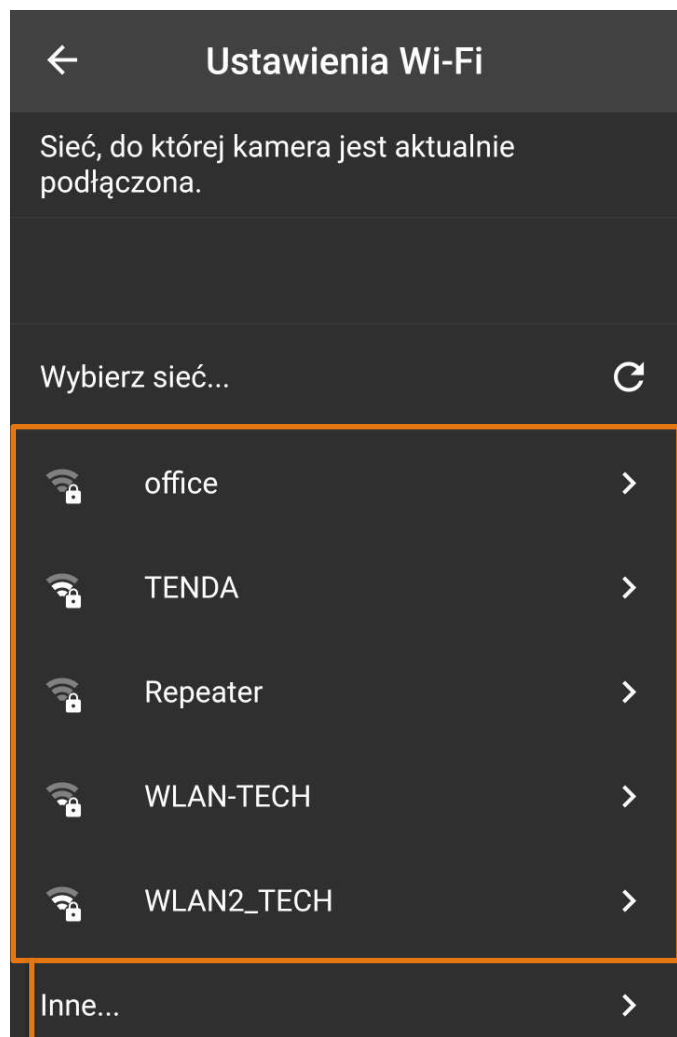 Ustawienia Wi-Fi
Sieć, do której kamera jest aktualnie
podłączona.
Wybierz sieć...
office
TENDA
Repeater
WLAN-TECH
WLAN2_TECH
Inne...